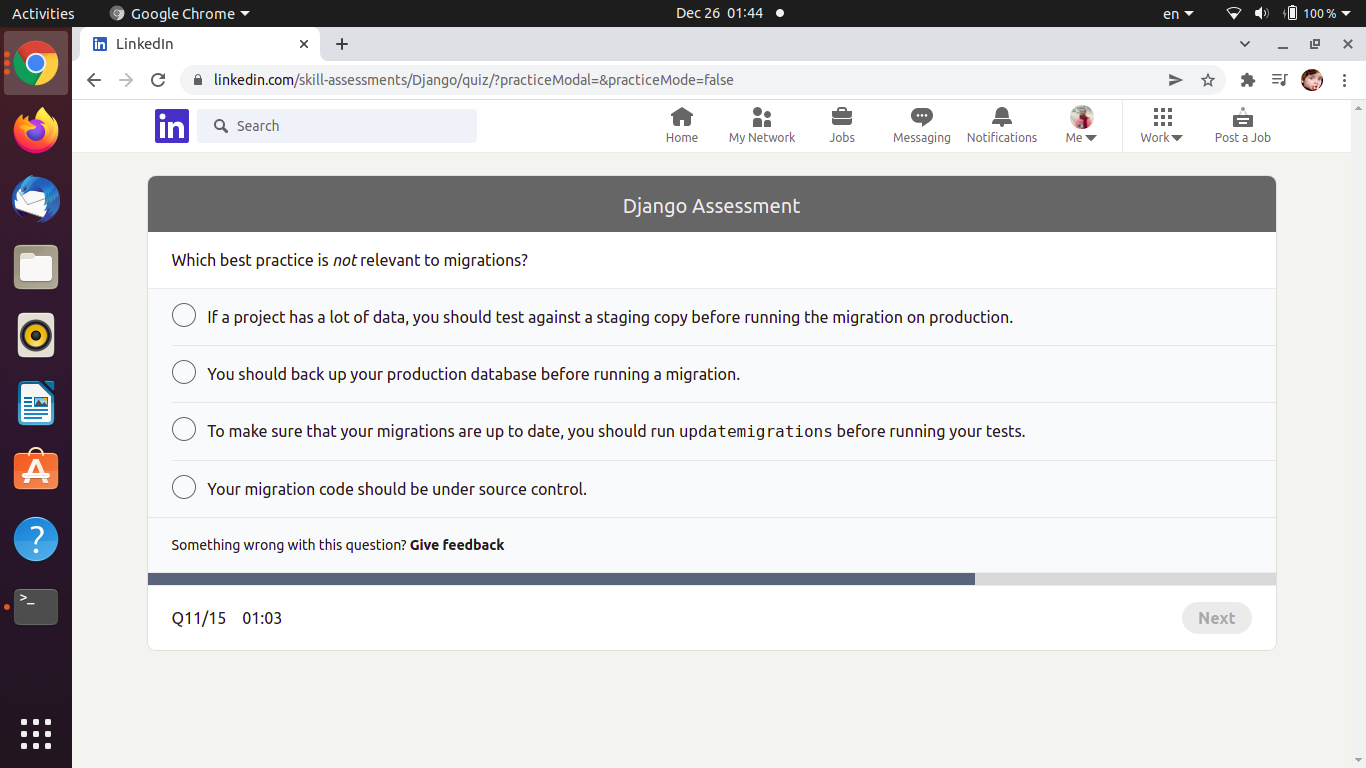 Activities Google Chrome Dec 26 01:44 en 100 %
in LinkedIn
linkedin.com/skill-assessments/Django/quiz/?practiceModal=&practiceMode=false
in Search Home My Network Jobs Messaging Notifications Me Work Post a Job
Django Assessment
Which best practice is not relevant to migrations?
If a project has a lot of data, you should test against a staging copy before running the migration on production.
You should back up your production database before running a migration.
To make sure that your migrations are up to date, you should run updatemigrations before running your tests.
Your migration code should be under source control.
Something wrong with this question? Give feedback
Q11/15 01:03 Next